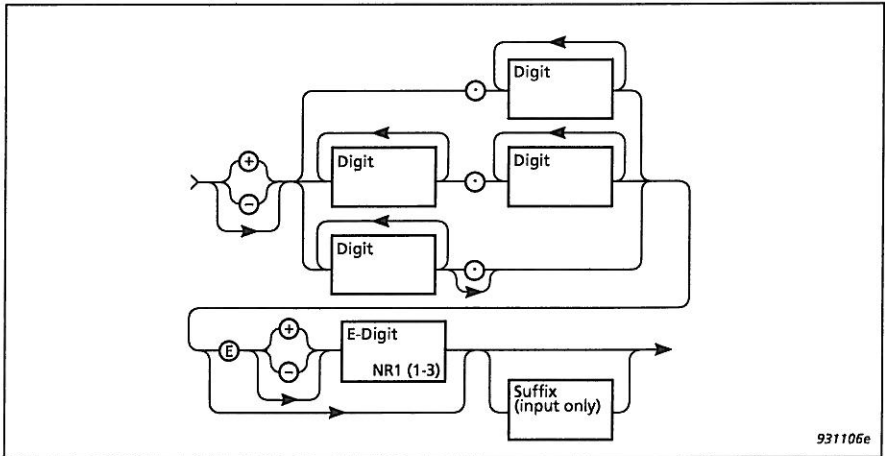 Digit
·
+
Digit
·
Digit
−
Digit
·
E
+
−
E-Digit
NR1 (1-3)
Suffix
(input only)
931106e